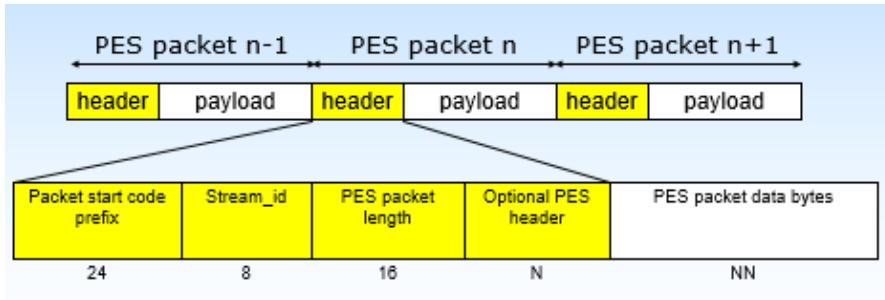 PES packet n-1 PES packet n PES packet n+1
header payload header payload header payload
Packet start code Stream_id PES packet Optional PES PES packet data bytes
prefix length header
24 8 16 N NN